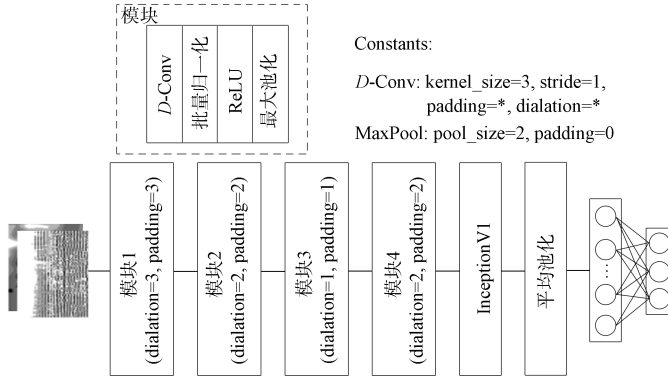 模块
D-Conv
批量归一化
ReLU
最大池化
Constants:
D-Conv: kernel_size=3, stride=1,
padding=*, dialation=*
MaxPool: pool_size=2, padding=0
模块1
(dialation=3, padding=3)
模块2
(dialation=2, padding=2)
模块3
(dialation=1, padding=1)
模块4
(dialation=2, padding=2)
InceptionV1
平均池化
...